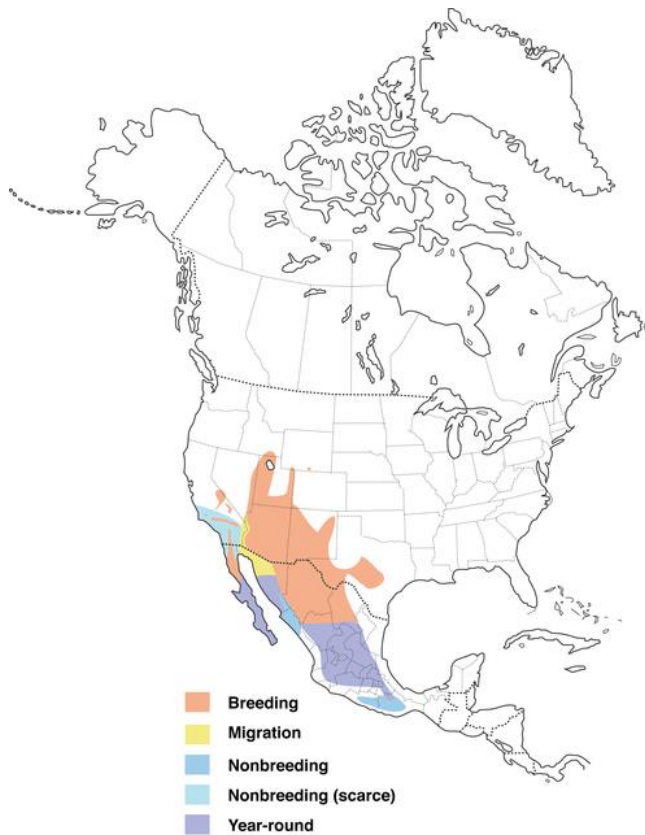 Breeding
Migration
Nonbreeding
Nonbreeding (scarce)
Year-round